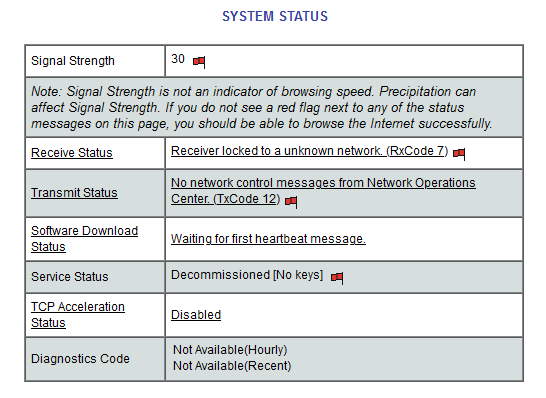 SYSTEM STATUS
Signal Strength
30
Note: Signal Strength is not an indicator of browsing speed. Precipitation can
affect Signal Strength. If you do not see a red flag next to any of the status
messages on this page, you should be able to browse the Internet successfully.
Receive Status
Receiver locked to a unknown network. (RxCode 7)
Transmit Status
No network control messages from Network Operations
Center. (TxCode 12)
Software Download
Status
Waiting for first heartbeat message.
Service Status
Decommissioned [No keys]
TCP Acceleration
Status
Disabled
Diagnostics Code
Not Available(Hourly)
Not Available(Recent)